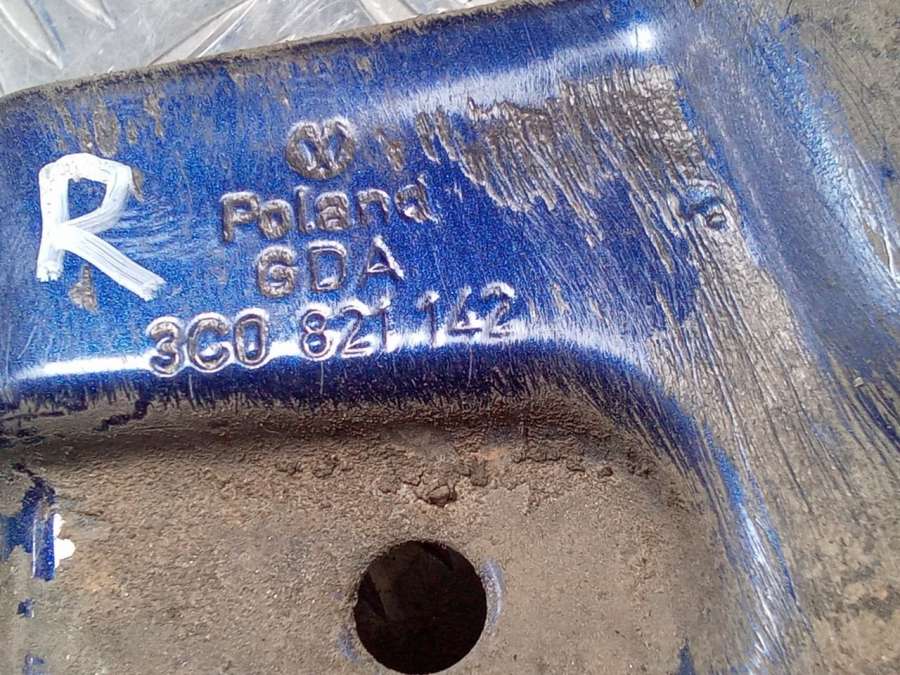 R
Poland
GDA
3C0 821 142